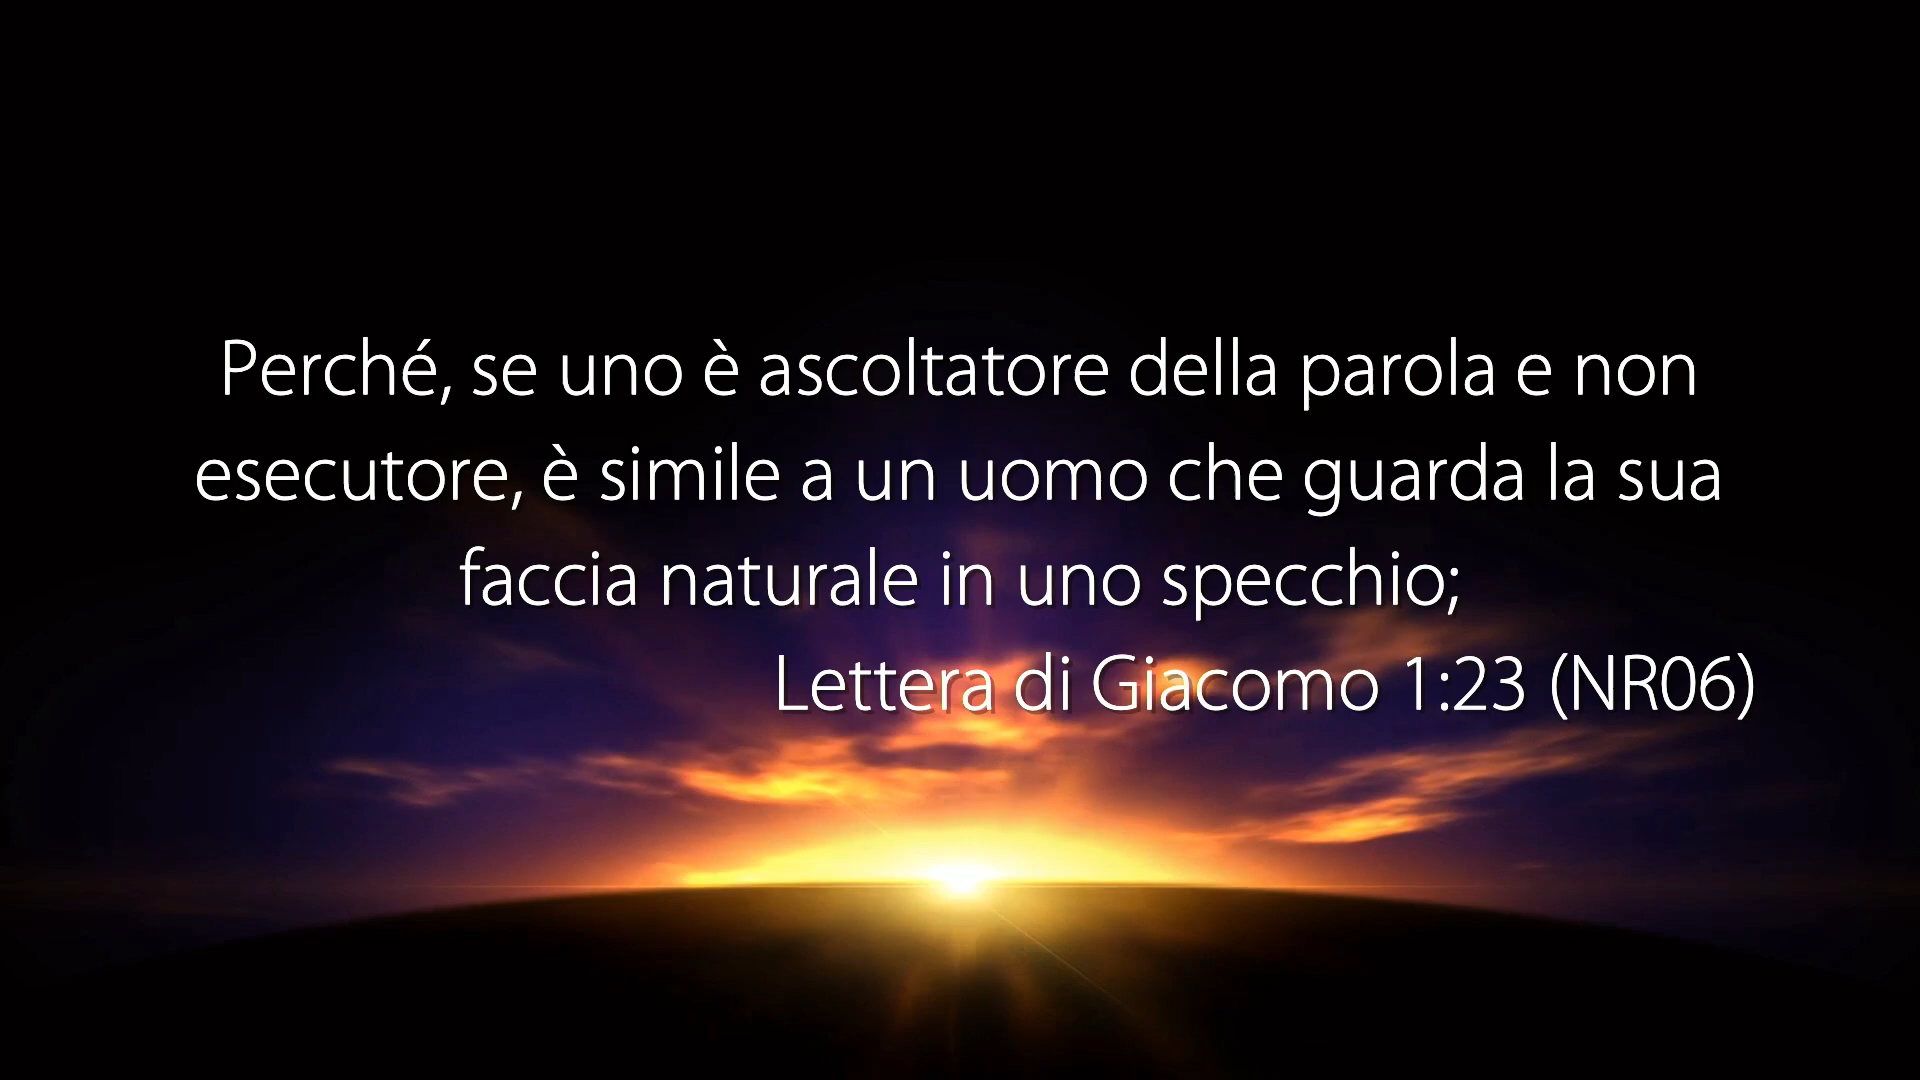 Perché, se uno è ascoltatore della parola e non
esecutore, è simile a un uomo che guarda la sua
faccia naturale in uno specchio;
Lettera di Giacomo 1:23 (NR06)